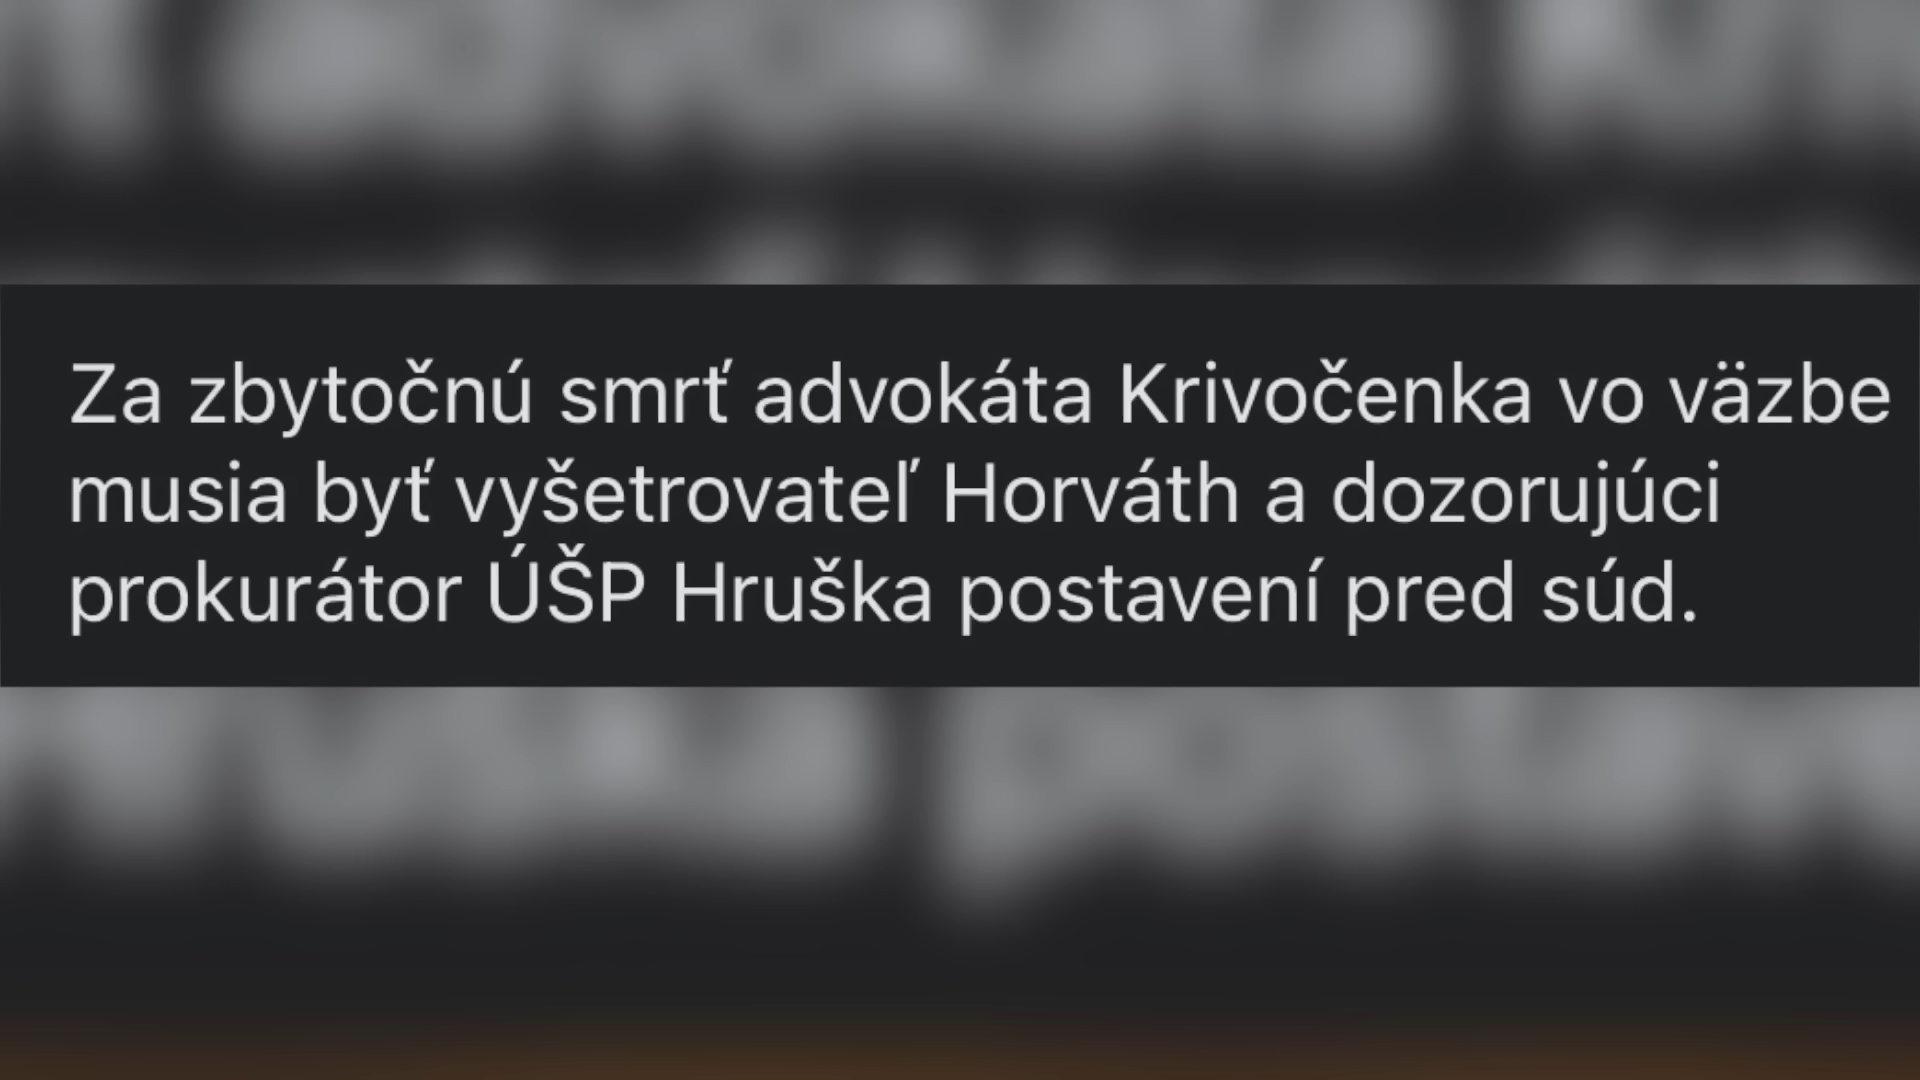 Za zbytočnú smrť advokáta Krivočenka vo väzbe
musia byť vyšetrovateľ Horváth a dozorujúci
prokurátor ÚŠP Hruška postavení pred súd.